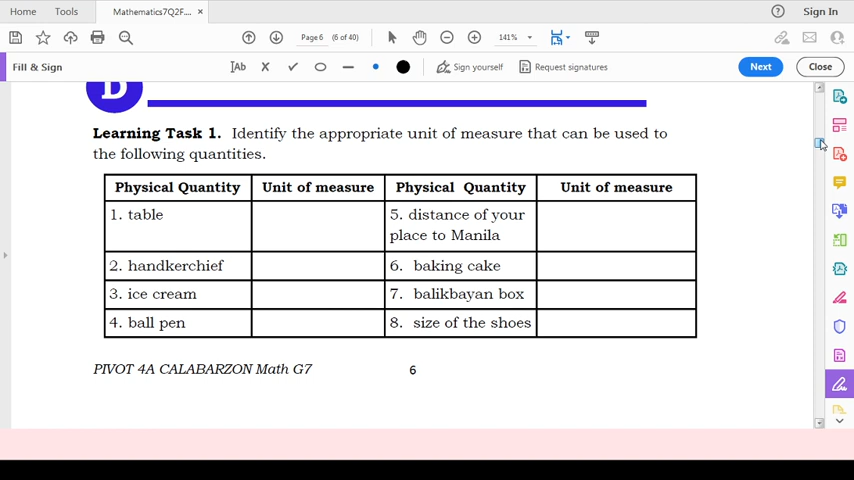 Home Tools Mathematics7Q2F.... × Sign In
Page 6 (6 of 40) 141%
Fill & Sign Ab Sign yourself Request signatures Next Close
D
Learning Task 1. Identify the appropriate unit of measure that can be used to
the following quantities.
Physical Quantity Unit of measure Physical Quantity Unit of measure
1. table 5. distance of your
place to Manila
2. handkerchief 6. baking cake
3. ice cream 7. balikbayan box
4. ball pen 8. size of the shoes
PIVOT 4A CALABARZON Math G7 6